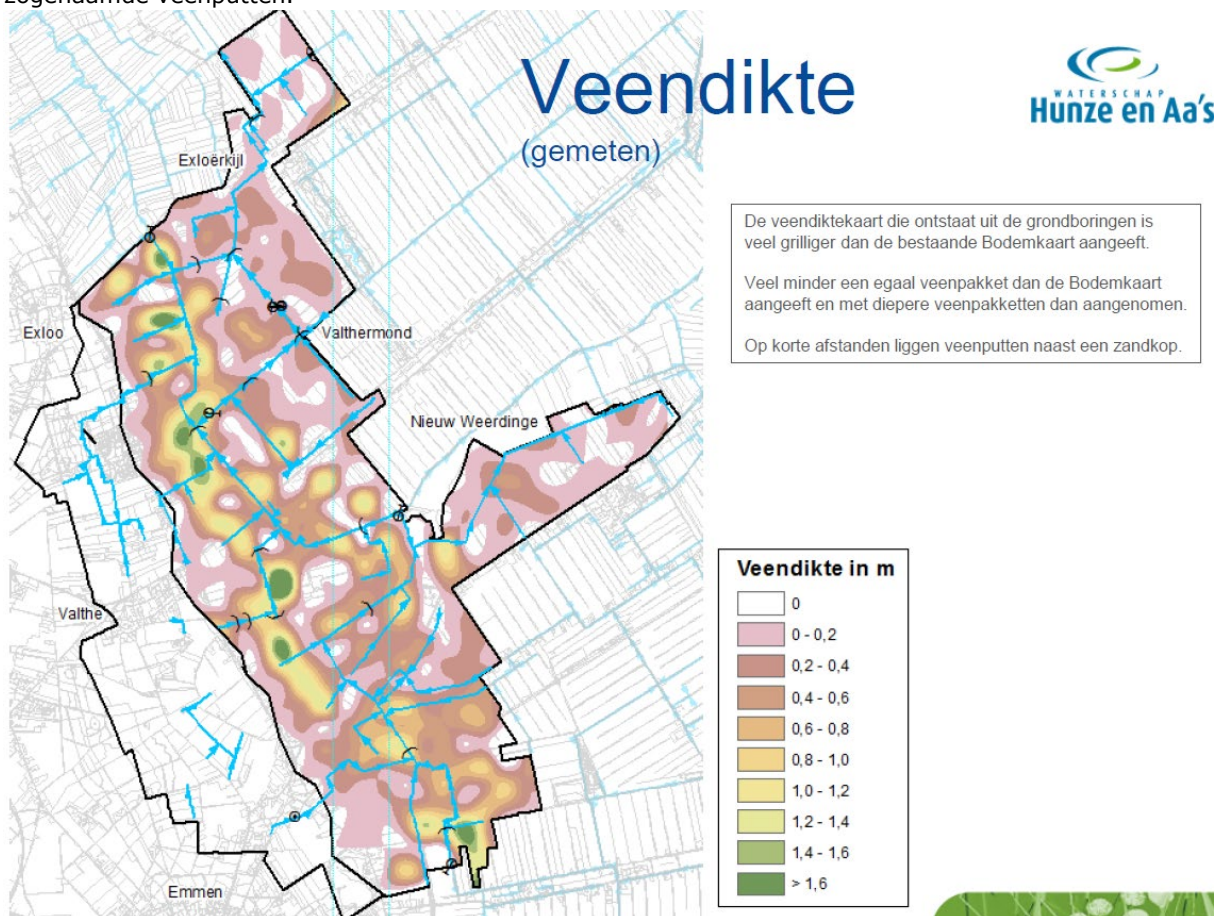 zogenaamde veenputten.
Veendikte
(gemeten)
WATERSCHAP
Hunze en Aa's
De veendiktekaart die ontstaat uit de grondboringen is
veel grilliger dan de bestaande Bodemkaart aangeeft.
Veel minder een egaal veenpakket dan de Bodemkaart
aangeeft en met diepere veenpakketten dan aangenomen.
Op korte afstanden liggen veenputten naast een zandkop.
Exloërkijl
Exloo
Valthermond
Nieuw Weerdinge
Valthe
Emmen
Veendikte in m
0
0 - 0,2
0,2 - 0,4
0,4 - 0,6
0,6 - 0,8
0,8 - 1,0
1,0 - 1,2
1,2 - 1,4
1,4 - 1,6
> 1,6